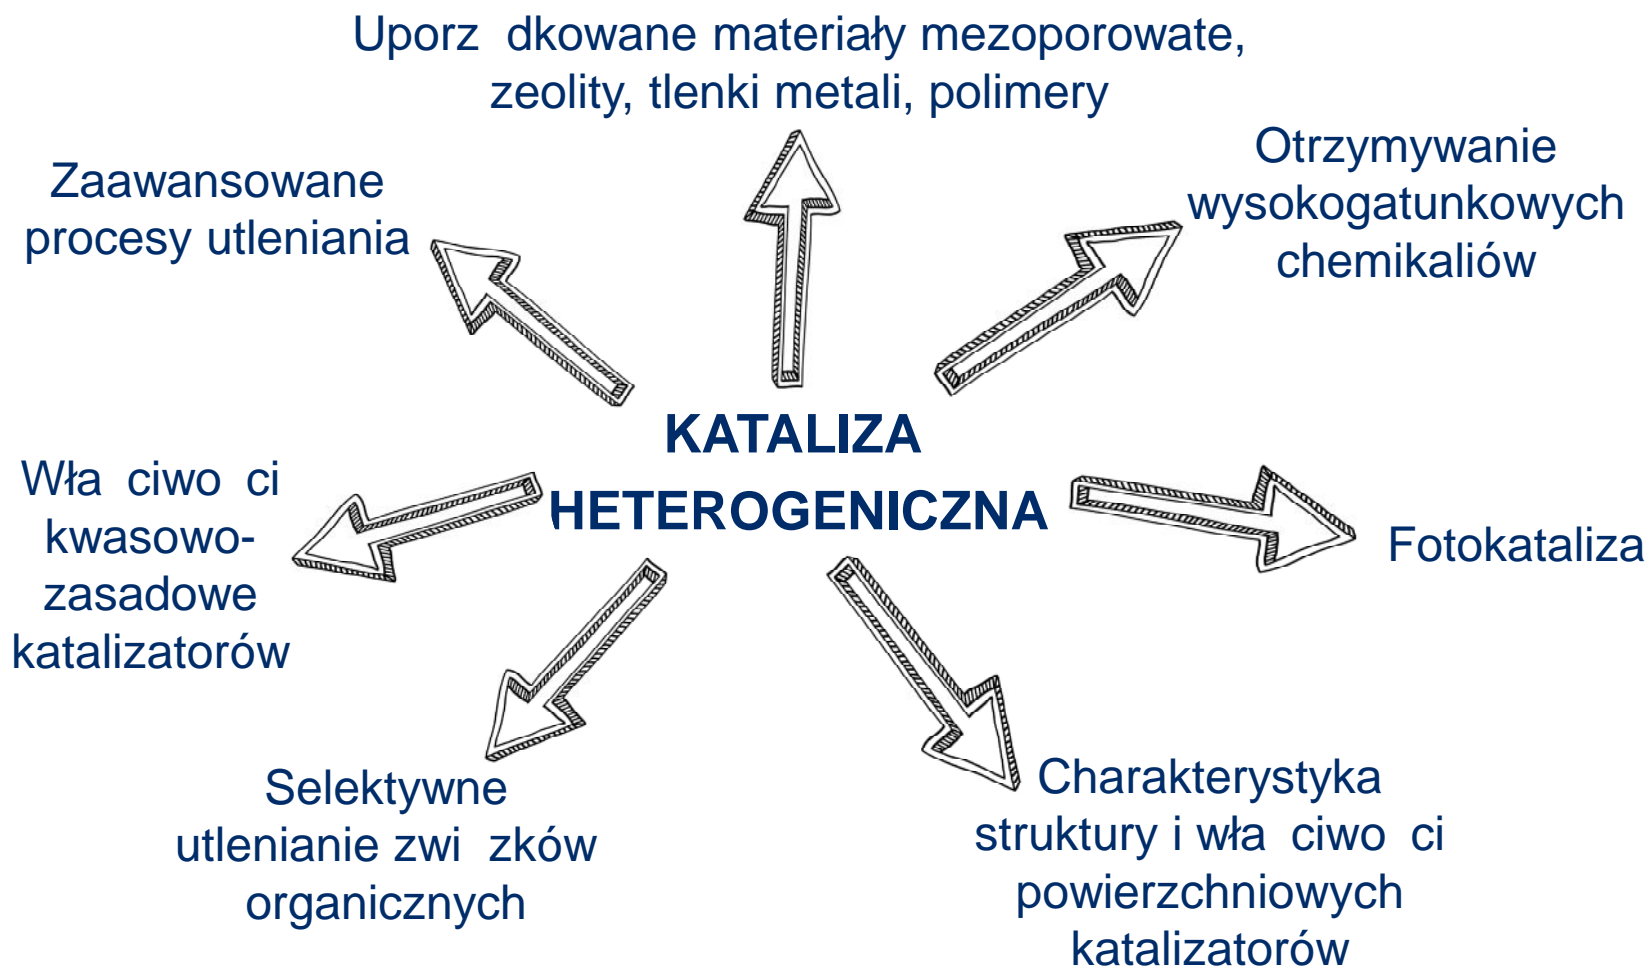 Uporz dkowane materiały mezoporowate,
zeolity, tlenki metali, polimery
Zaawansowane
procesy utleniania
Otrzymywanie
wysokogatunkowych
chemikaliów
KATALIZA
HETEROGENICZNA
Wła ciwo ci
kwasowo-
zasadowe
katalizatorów
Fotokataliza
Selektywne
utlenianie zwi zków
organicznych
Charakterystyka
struktury i wła ciwo ci
powierzchniowych
katalizatorów